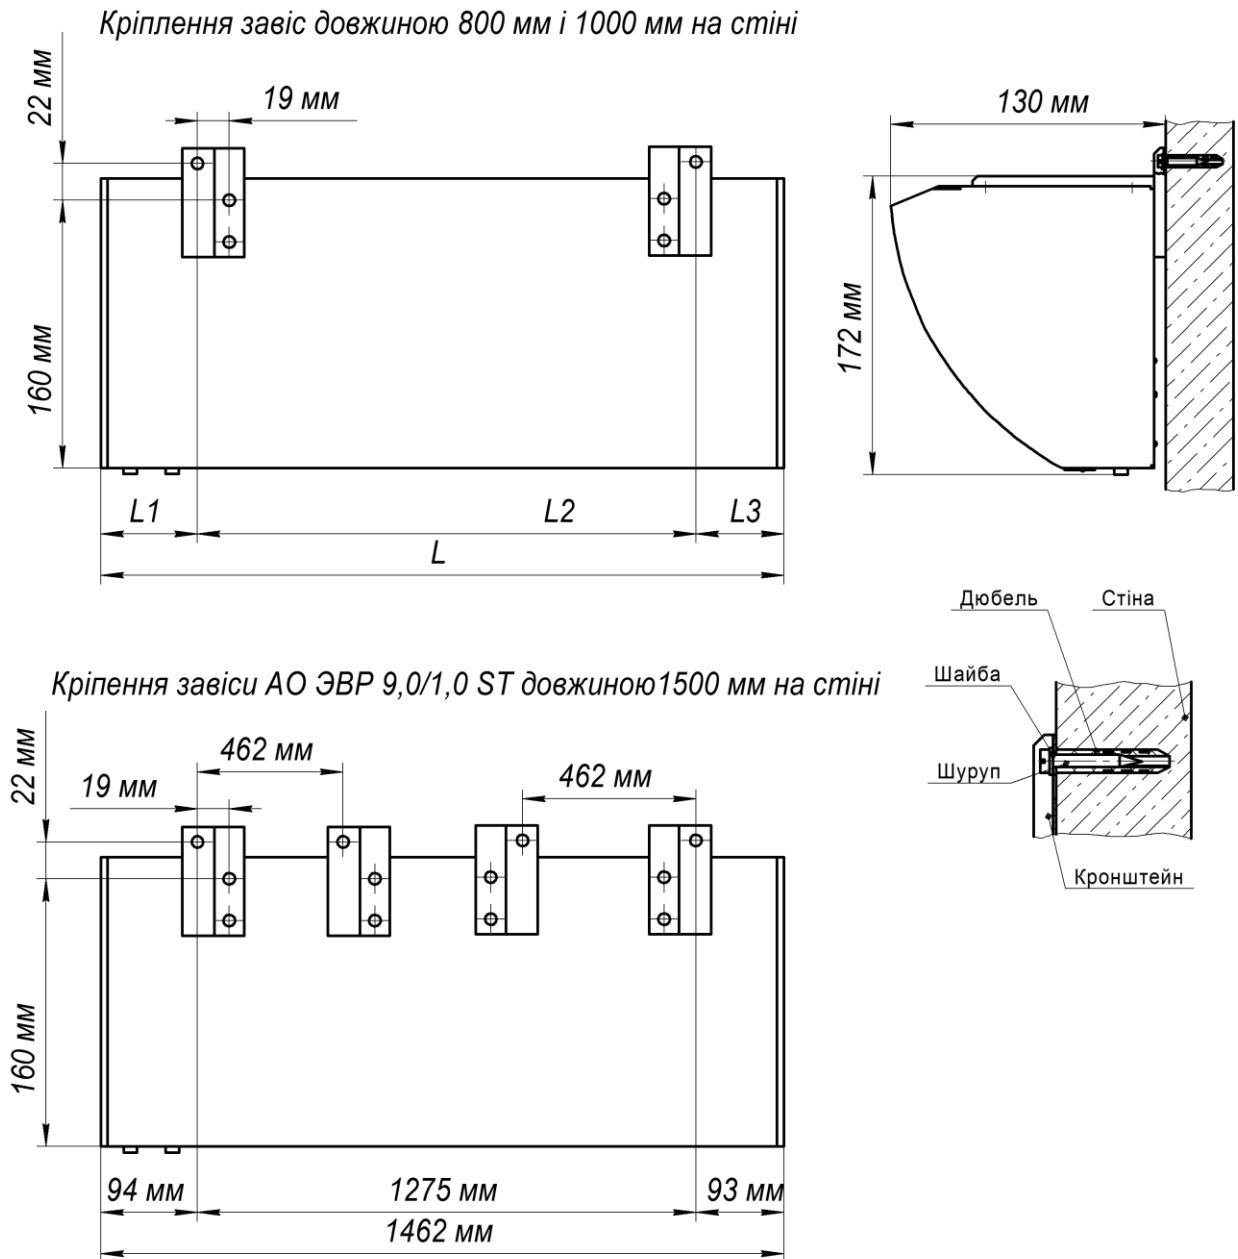 Кріплення завіс довжиною 800 мм і 1000 мм на стіні
22 мм
19 мм
160 мм
L1
L2
L3
L
130 мм
172 мм
Дюбель
Стіна
Шайба
Шуруп
Кронштейн
Кріпення завіси АО ЭВР 9,0/1,0 ST довжиною1500 мм на стіні
22 мм
462 мм
19 мм
462 мм
160 мм
94 мм
1275 мм
93 мм
1462 мм